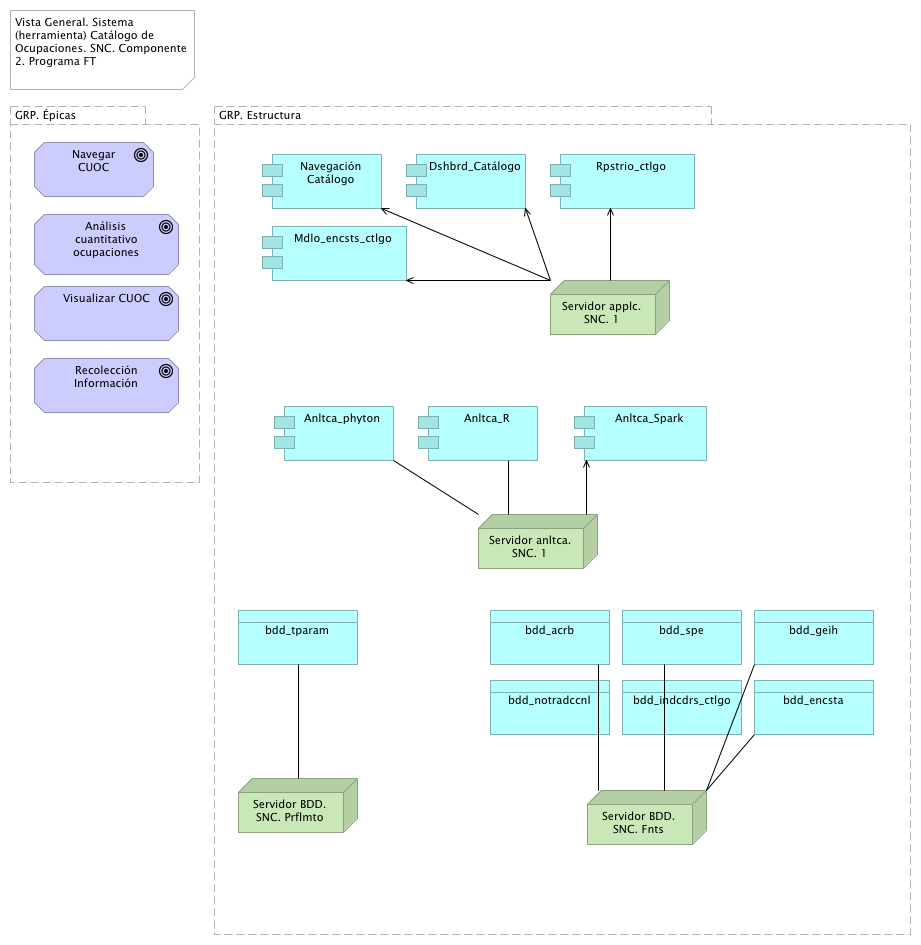 Vista General. Sistema
(herramienta) Catálogo de
Ocupaciones. SNC. Componente
2. Programa FT
GRP. Épicas
Navegar
CUOC
Análisis
cuantitativo
ocupaciones
Visualizar CUOC
Recolección
Información
GRP. Estructura
Navegación
Catálogo
Dshbrd_Catálogo
Rpstrio_ctlgo
Mdlo_encsts_ctlgo
Servidor applc.
SNC. 1
Anltca_phyton
Anltca_R
Anltca_Spark
Servidor anltca.
SNC. 1
bdd_tparam
bdd_acrb
bdd_spe
bdd_geih
bdd_notradccnl
bdd_indcdrs_ctlgo
bdd_encsta
Servidor BDD.
SNC. Prflmto
Servidor BDD.
SNC. Fnts